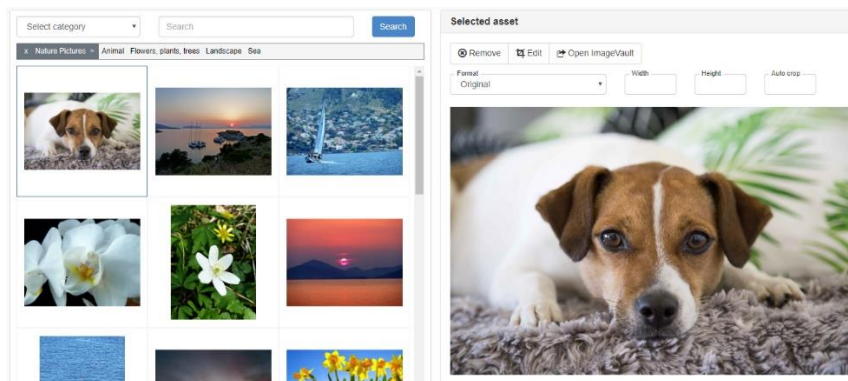 Select category
Search
Search
x Nature Pictures » Animal Flowers, plants, trees Landscape Sea
Selected asset
Remove Edit Open ImageVault
Format Width Height Auto crop
Original